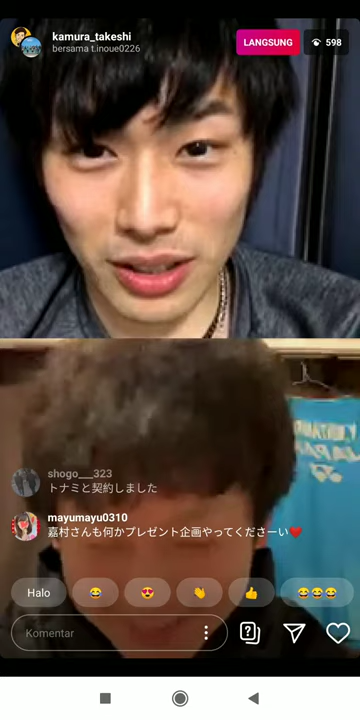 kamura_takeshi
bersama t.inoue0226
LANGSUNG
598
shogo___323
トナミと契約しました
mayumayu0310
嘉村さんも何かプレゼント企画やってくださーい❤️
Halo
Komentar